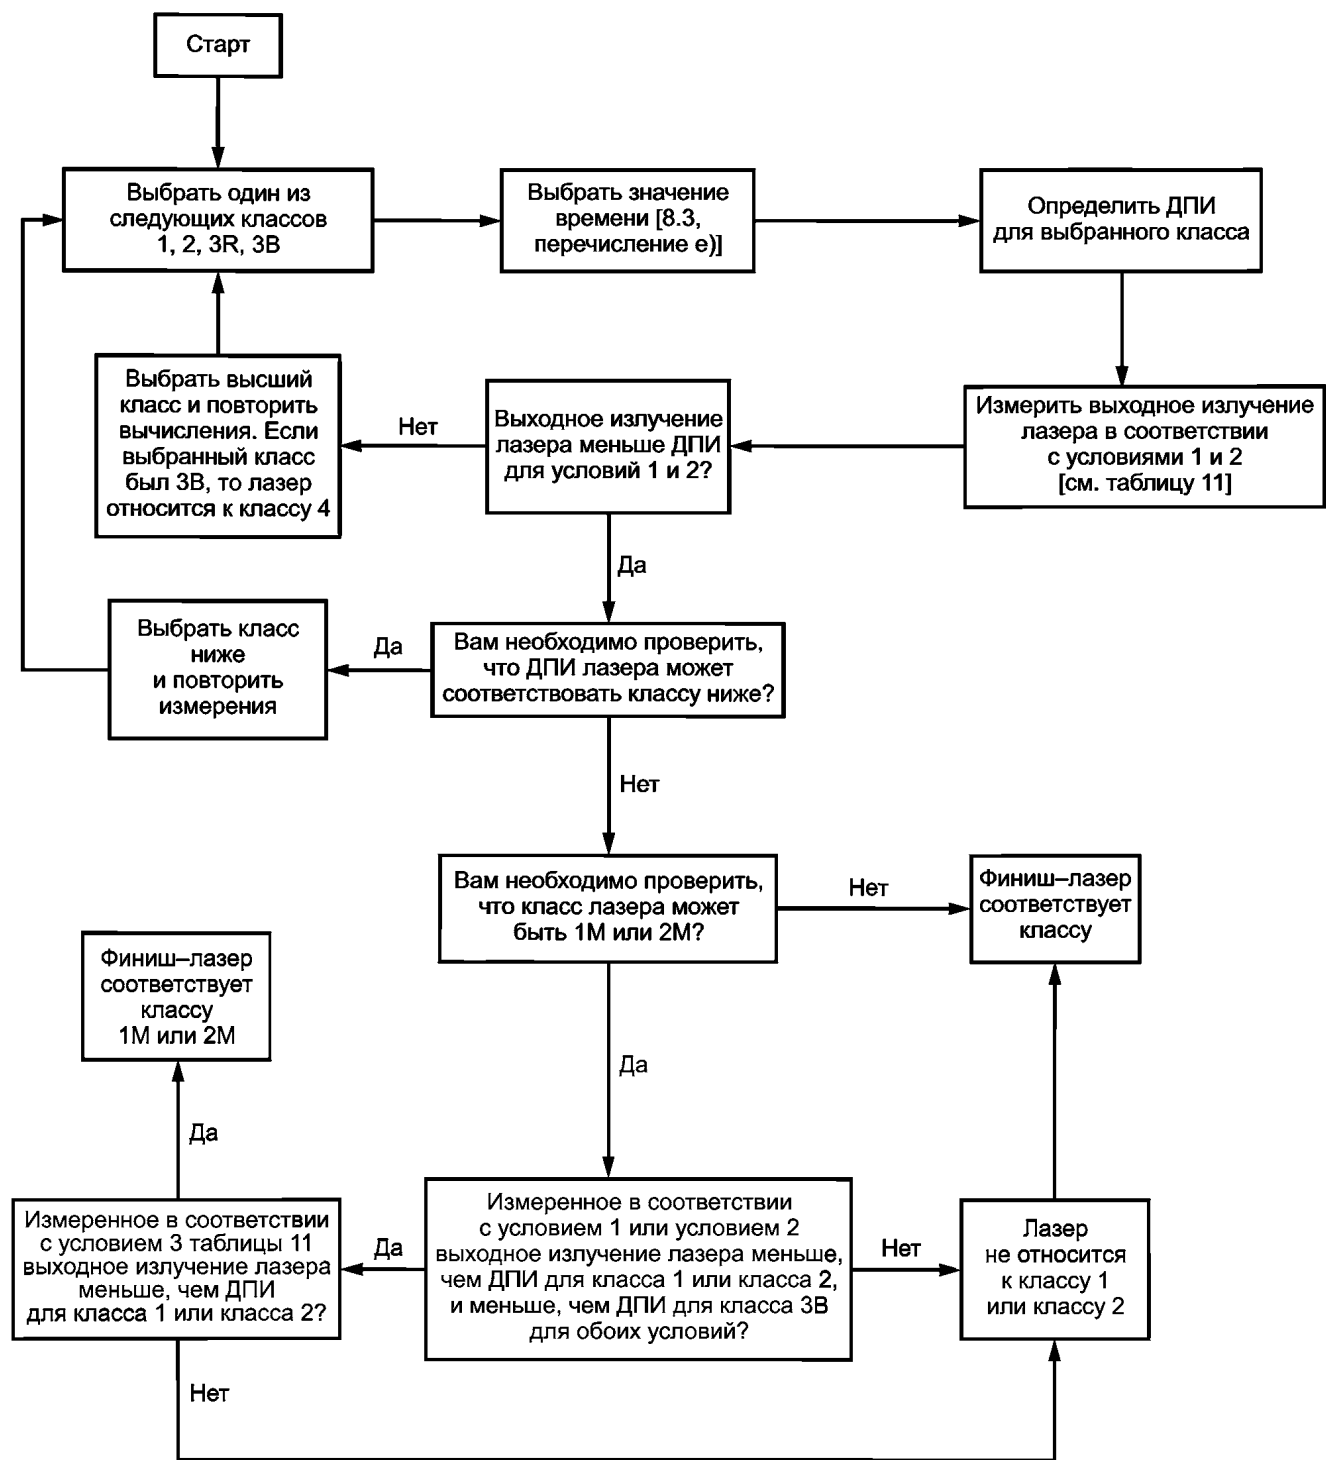 Старт
Выбрать один из
следующих классов
1, 2, 3R, 3B
Выбрать значение
времени [8.3,
перечисление е)]
Определить ДПИ
для выбранного класса
Выбрать высший
класс и повторить
вычисления. Если
выбранный класс
был 3В, то лазер
относится к классу 4
Нет
Выходное излучение
лазера меньше ДПИ
для условий 1 и 2?
Измерить выходное излучение
лазера в соответствии
с условиями 1 и 2
[см. таблицу 11]
Да
Выбрать класс
ниже
и повторить
измерения
Да
Вам необходимо проверить,
что ДПИ лазера может
соответствовать классу ниже?
Нет
Вам необходимо проверить,
что класс лазера может
быть 1М или 2М?
Нет
Финиш–лазер
соответствует
классу
Финиш–лазер
соответствует
классу
1М или 2М
Да
Да
Измеренное в соответствии
с условием 3 таблицы 11
выходное излучение лазера
меньше, чем ДПИ
для класса 1 или класса 2?
Да
Измеренное в соответствии
с условием 1 или условием 2
выходное излучение лазера меньше,
чем ДПИ для класса 1 или класса 2,
и меньше, чем ДПИ для класса 3В
для обоих условий?
Нет
Лазер
не относится
к классу 1
или классу 2
Нет